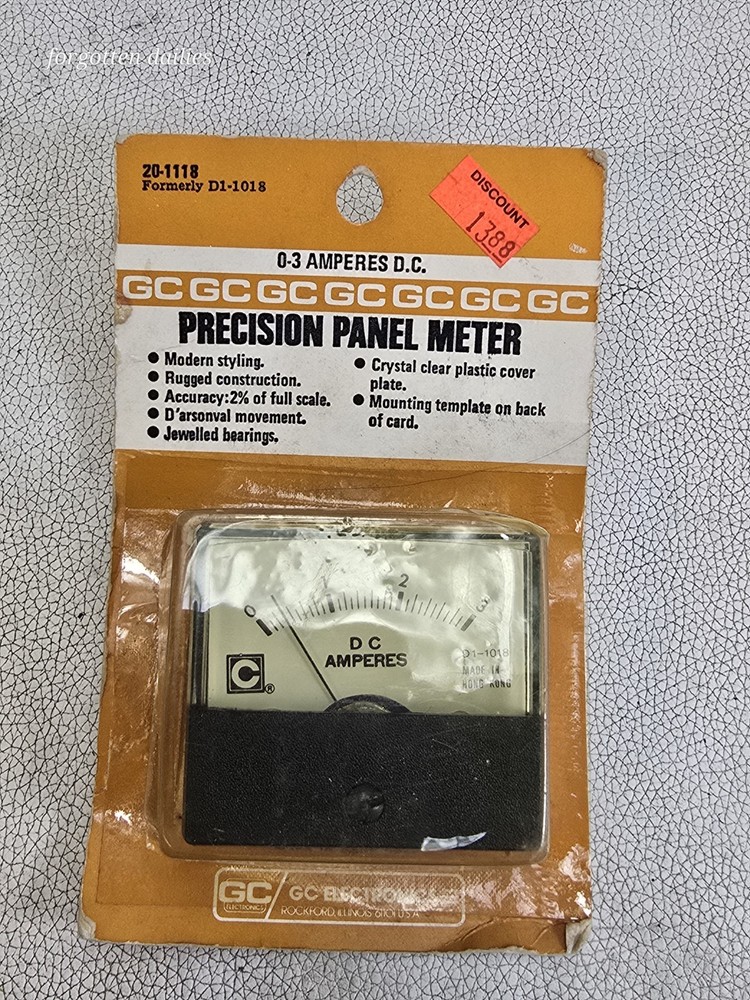 forgotten dailies
20-1118
Formerly D1-1018
DISCOUNT
1388
0-3 AMPERES D.C.
GC GC GC GC GC GC GC
PRECISION PANEL METER
● Modern styling.
● Rugged construction.
● Accuracy:2% of full scale.
● D'arsonval movement.
● Jewelled bearings.
● Crystal clear plastic cover
plate.
● Mounting template on back
of card.
0 1 2 3
DC
AMPERES
C ®
D1-1018
MADE IN
HONG KONG
GC
ELECTRONICS
GC ELECTRONICS
ROCKFORD, ILLINOIS 61101 U.S.A.